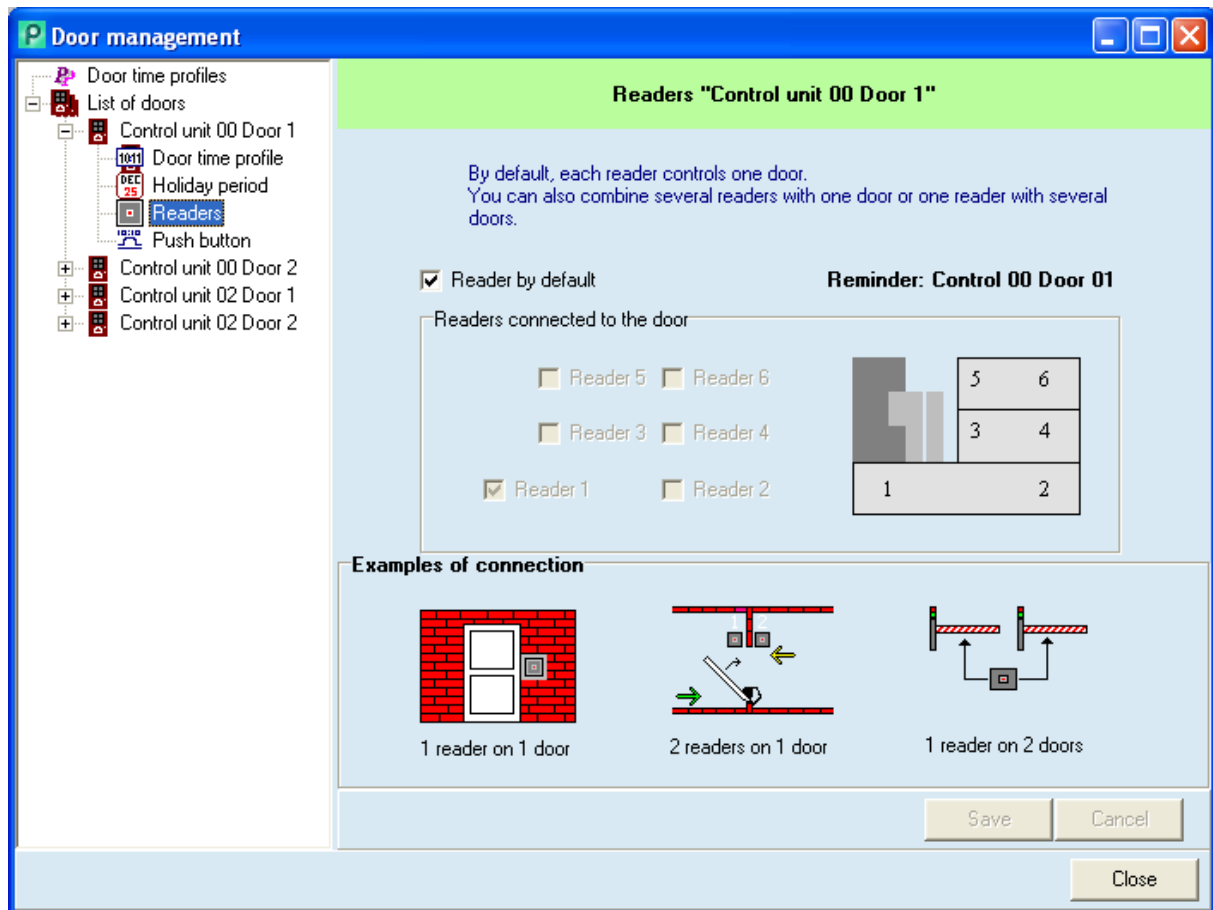 Door management
Door time profiles
List of doors
Control unit 00 Door 1
1011 Door time profile
DEC 25 Holiday period
Readers
Push button
Control unit 00 Door 2
Control unit 02 Door 1
Control unit 02 Door 2
Readers "Control unit 00 Door 1"
By default, each reader controls one door.
You can also combine several readers with one door or one reader with several
doors.
Reader by default
Reminder: Control 00 Door 01
Readers connected to the door
Reader 5 Reader 6
Reader 3 Reader 4
Reader 1 Reader 2
5 6
3 4
1 2
Examples of connection
1 2
1 reader on 1 door
2 readers on 1 door
1 reader on 2 doors
Save Cancel
Close